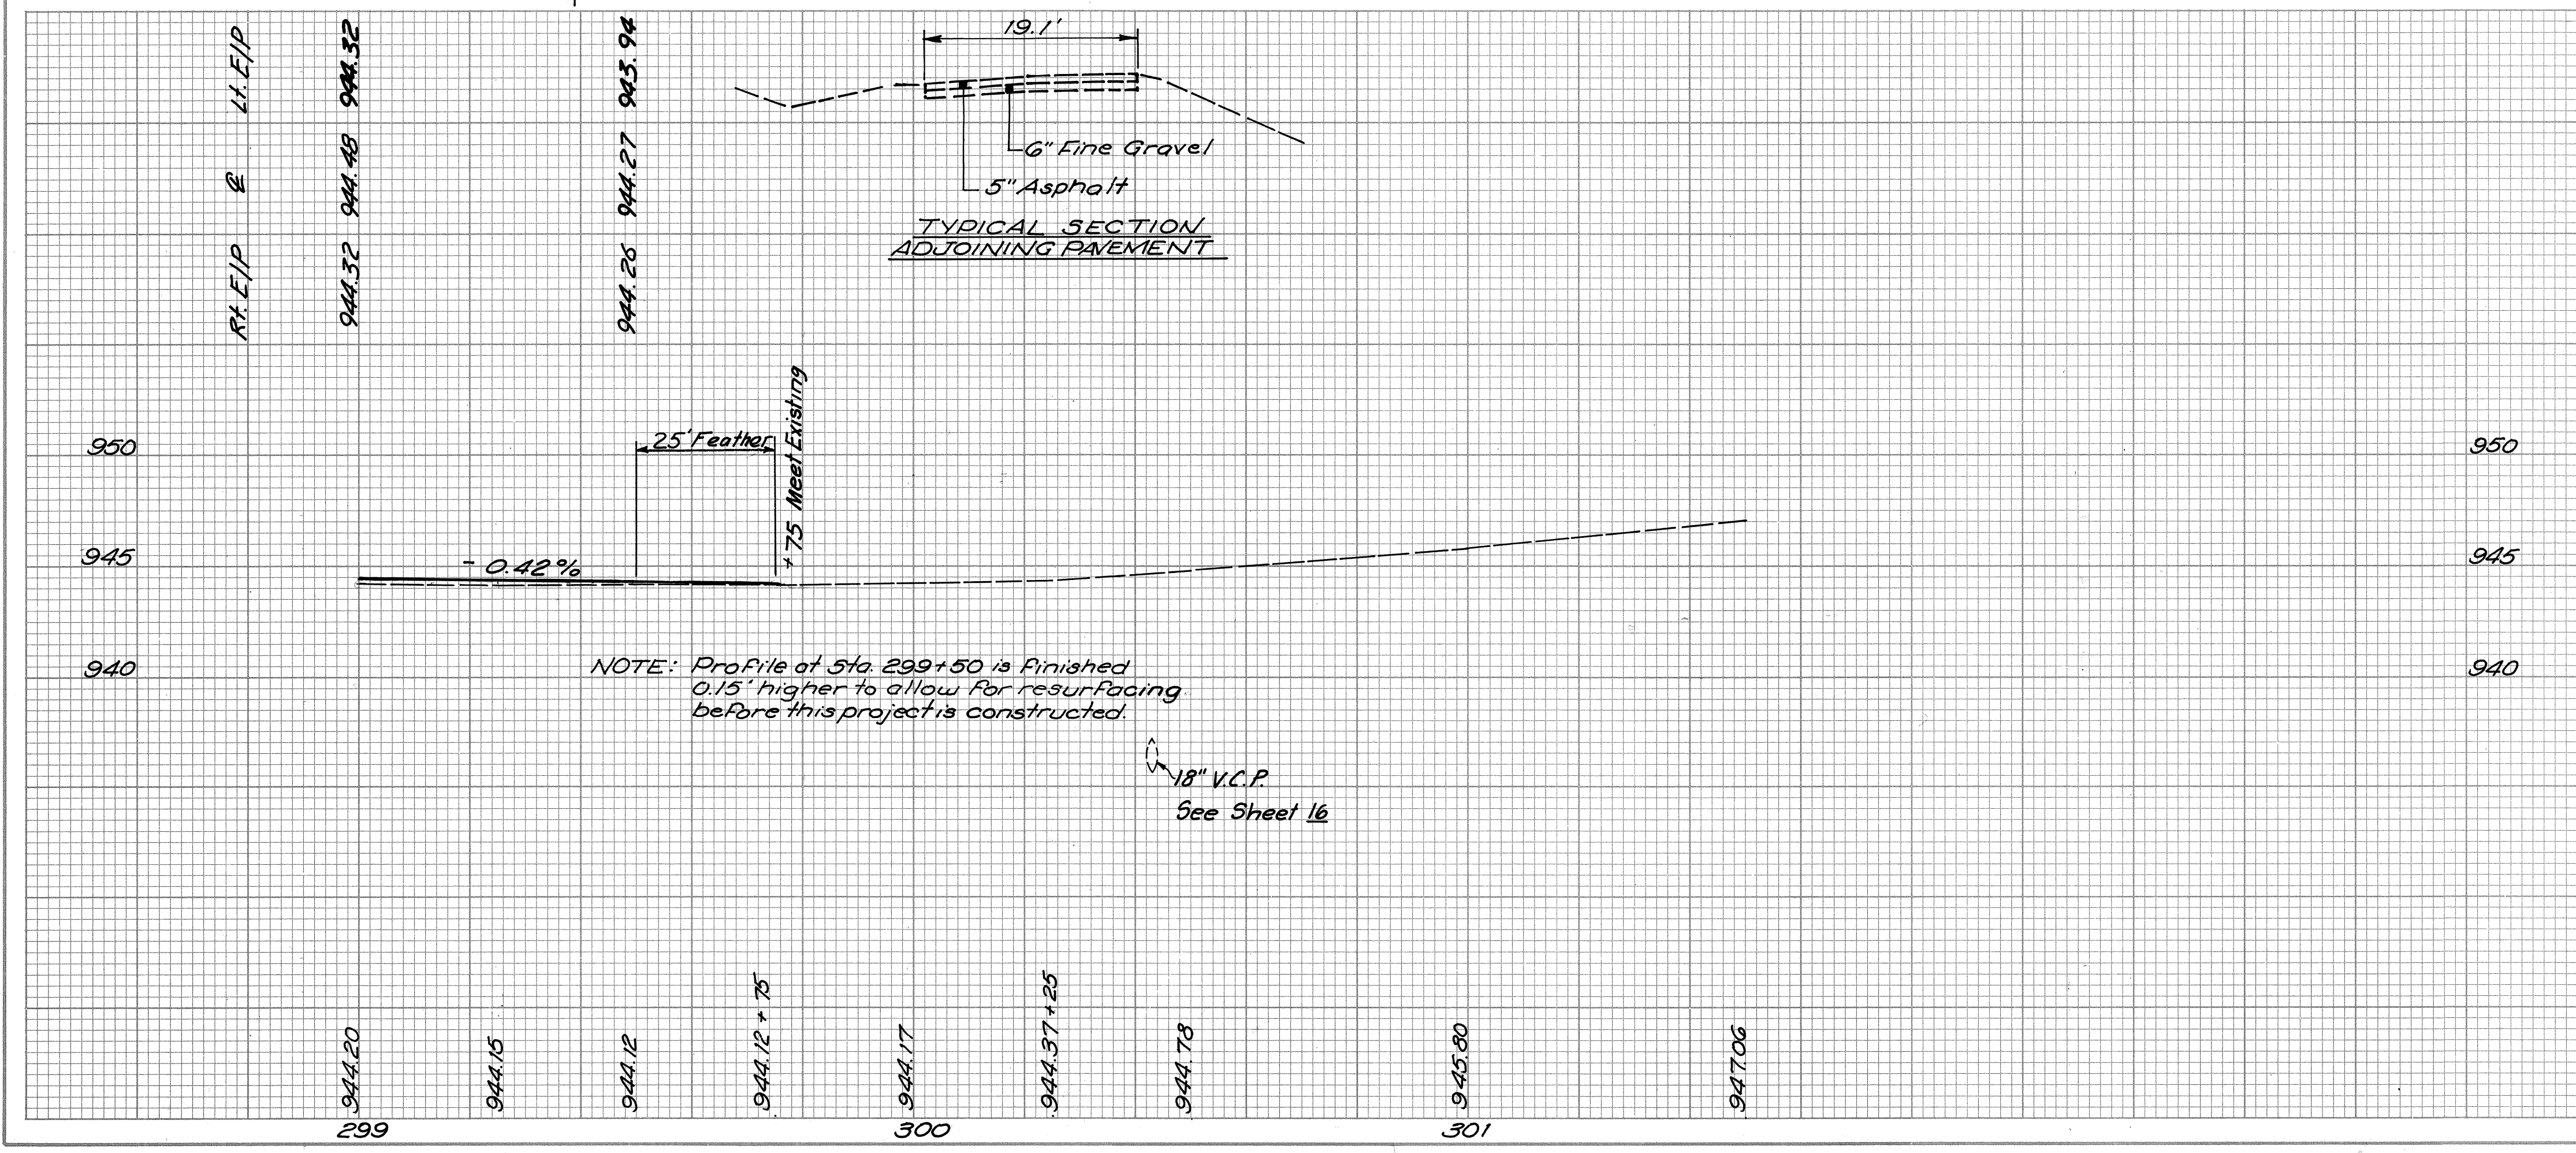 Lt. E/P 944.32 943.94
℄ 944.48 944.27
Rt. E/P 944.32 944.26
19.1'
6" Fine Gravel
5" Asphalt
TYPICAL SECTION
ADJOINING PAVEMENT
25' Feather
+75 Meet Existing
950 950
945 945
- 0.42%
940 940
NOTE: Profile at Sta. 299+50 is finished
0.15' higher to allow for resurfacing
before this project is constructed.
18" V.C.P.
See Sheet 16
944.20
944.15
944.12
944.12 + 75
944.17
944.37 + 25
944.78
945.80
947.06
299 300 301